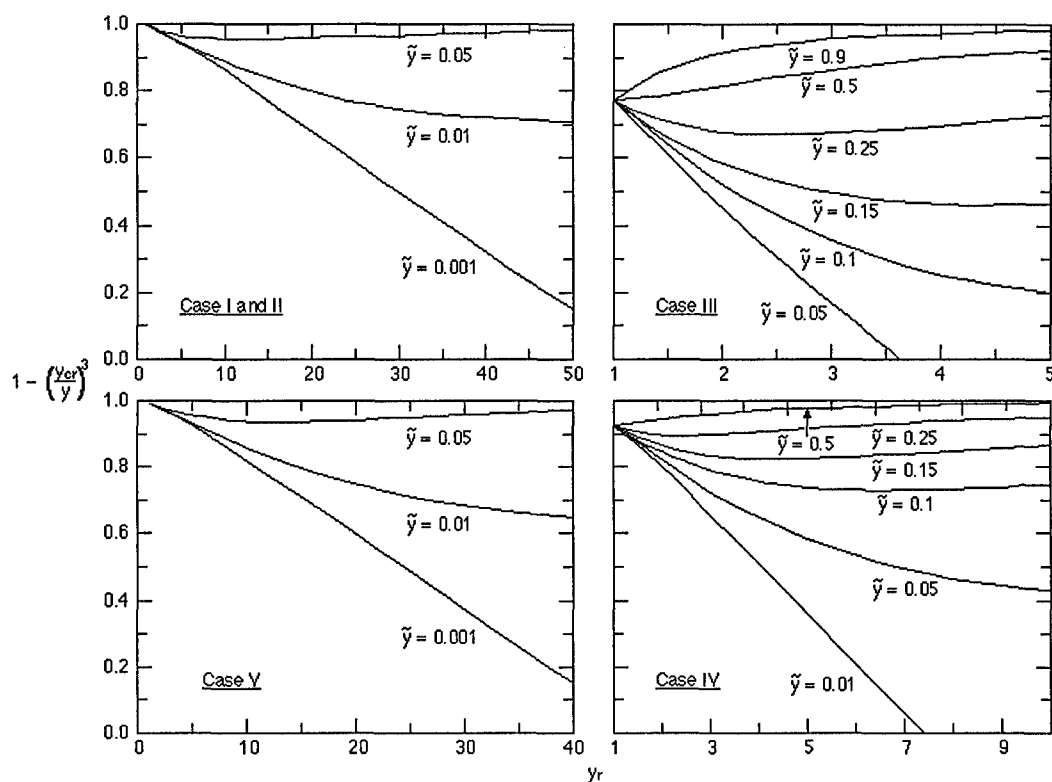 1.0
0.8
0.6
0.4
0.2
0.0
ỹ = 0.05
ỹ = 0.01
ỹ = 0.001
Case I and II
0 10 20 30 40 50
ỹ = 0.9
ỹ = 0.5
ỹ = 0.25
ỹ = 0.15
ỹ = 0.1
ỹ = 0.05
Case III
1 2 3 4 5
1 − (y_cr/y)³
1.0
0.8
0.6
0.4
0.2
0.0
ỹ = 0.05
ỹ = 0.01
ỹ = 0.001
Case V
0 10 20 30 40
ỹ = 0.5
ỹ = 0.25
ỹ = 0.15
ỹ = 0.1
ỹ = 0.05
ỹ = 0.01
Case IV
1 3 5 7 9
y_r